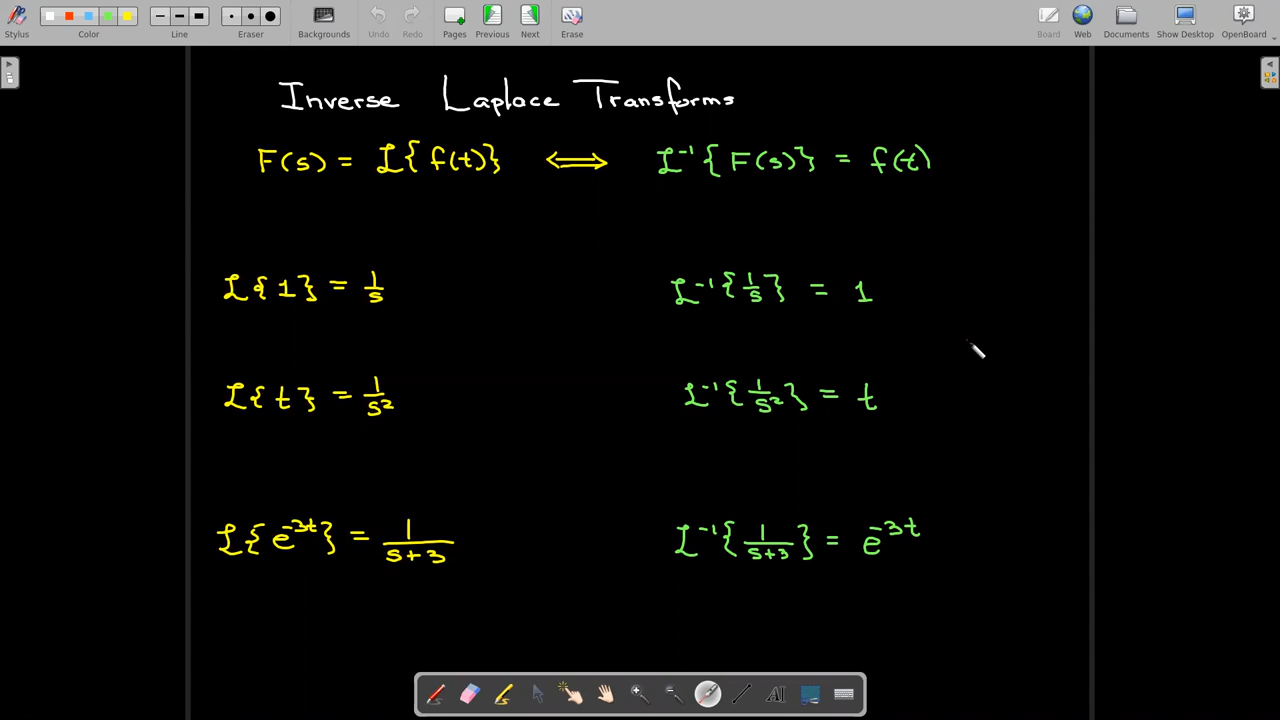 Stylus Color Line Eraser Backgrounds Undo Redo Pages Previous Next Erase Board Web Documents Show Desktop OpenBoard
Inverse Laplace Transforms
F(s) = ℒ{f(t)} ⟺ ℒ⁻¹{F(s)} = f(t)
ℒ{1} = 1/s ℒ⁻¹{1/s} = 1
ℒ{t} = 1/s² ℒ⁻¹{1/s²} = t
ℒ{e⁻³ᵗ} = 1/(s+3) ℒ⁻¹{1/(s+3)} = e⁻³ᵗ
AI